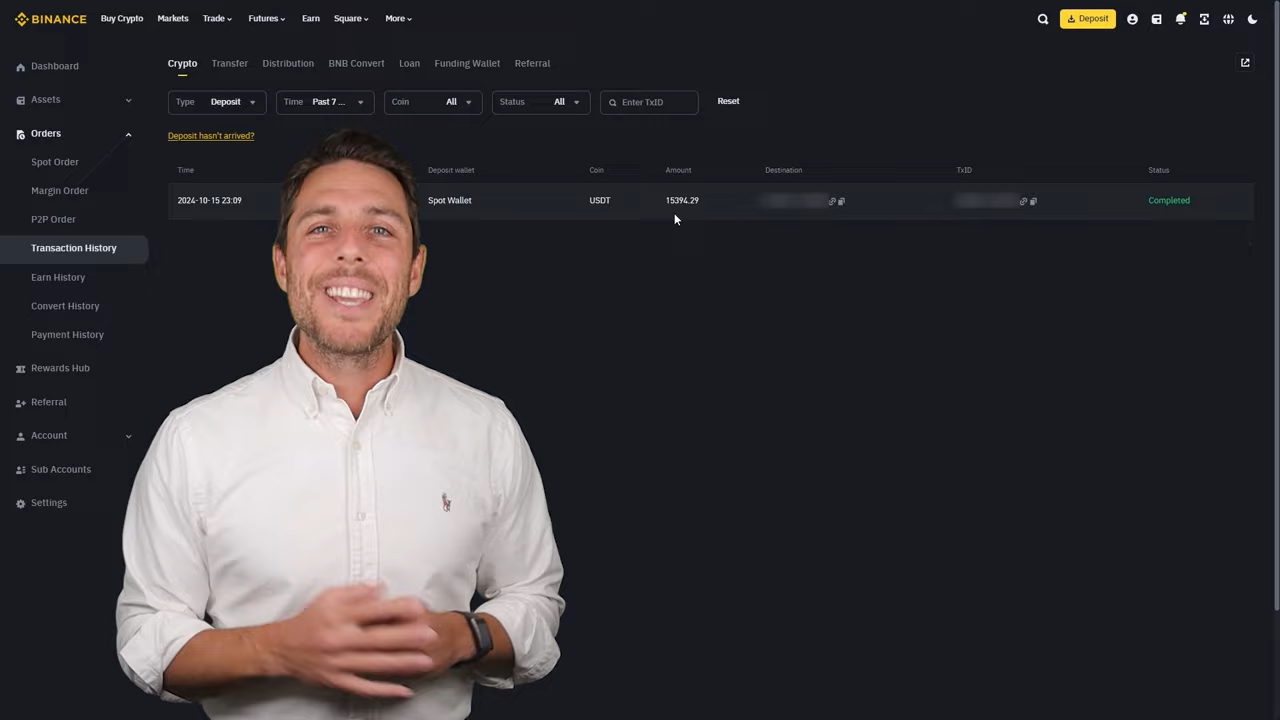 BINANCE Buy Crypto Markets Trade Futures Earn Square More Deposit
Crypto Transfer Distribution BNB Convert Loan Funding Wallet Referral
Type Deposit Time Past 7 ... Coin All Status All Enter TxID Reset
Deposit hasn't arrived?
Time Deposit wallet Coin Amount Destination TxID Status
2024-10-15 23:09 Spot Wallet USDT 15394.29 Completed
Dashboard
Assets
Orders
Spot Order
Margin Order
P2P Order
Transaction History
Earn History
Convert History
Payment History
Rewards Hub
Referral
Account
Sub Accounts
Settings